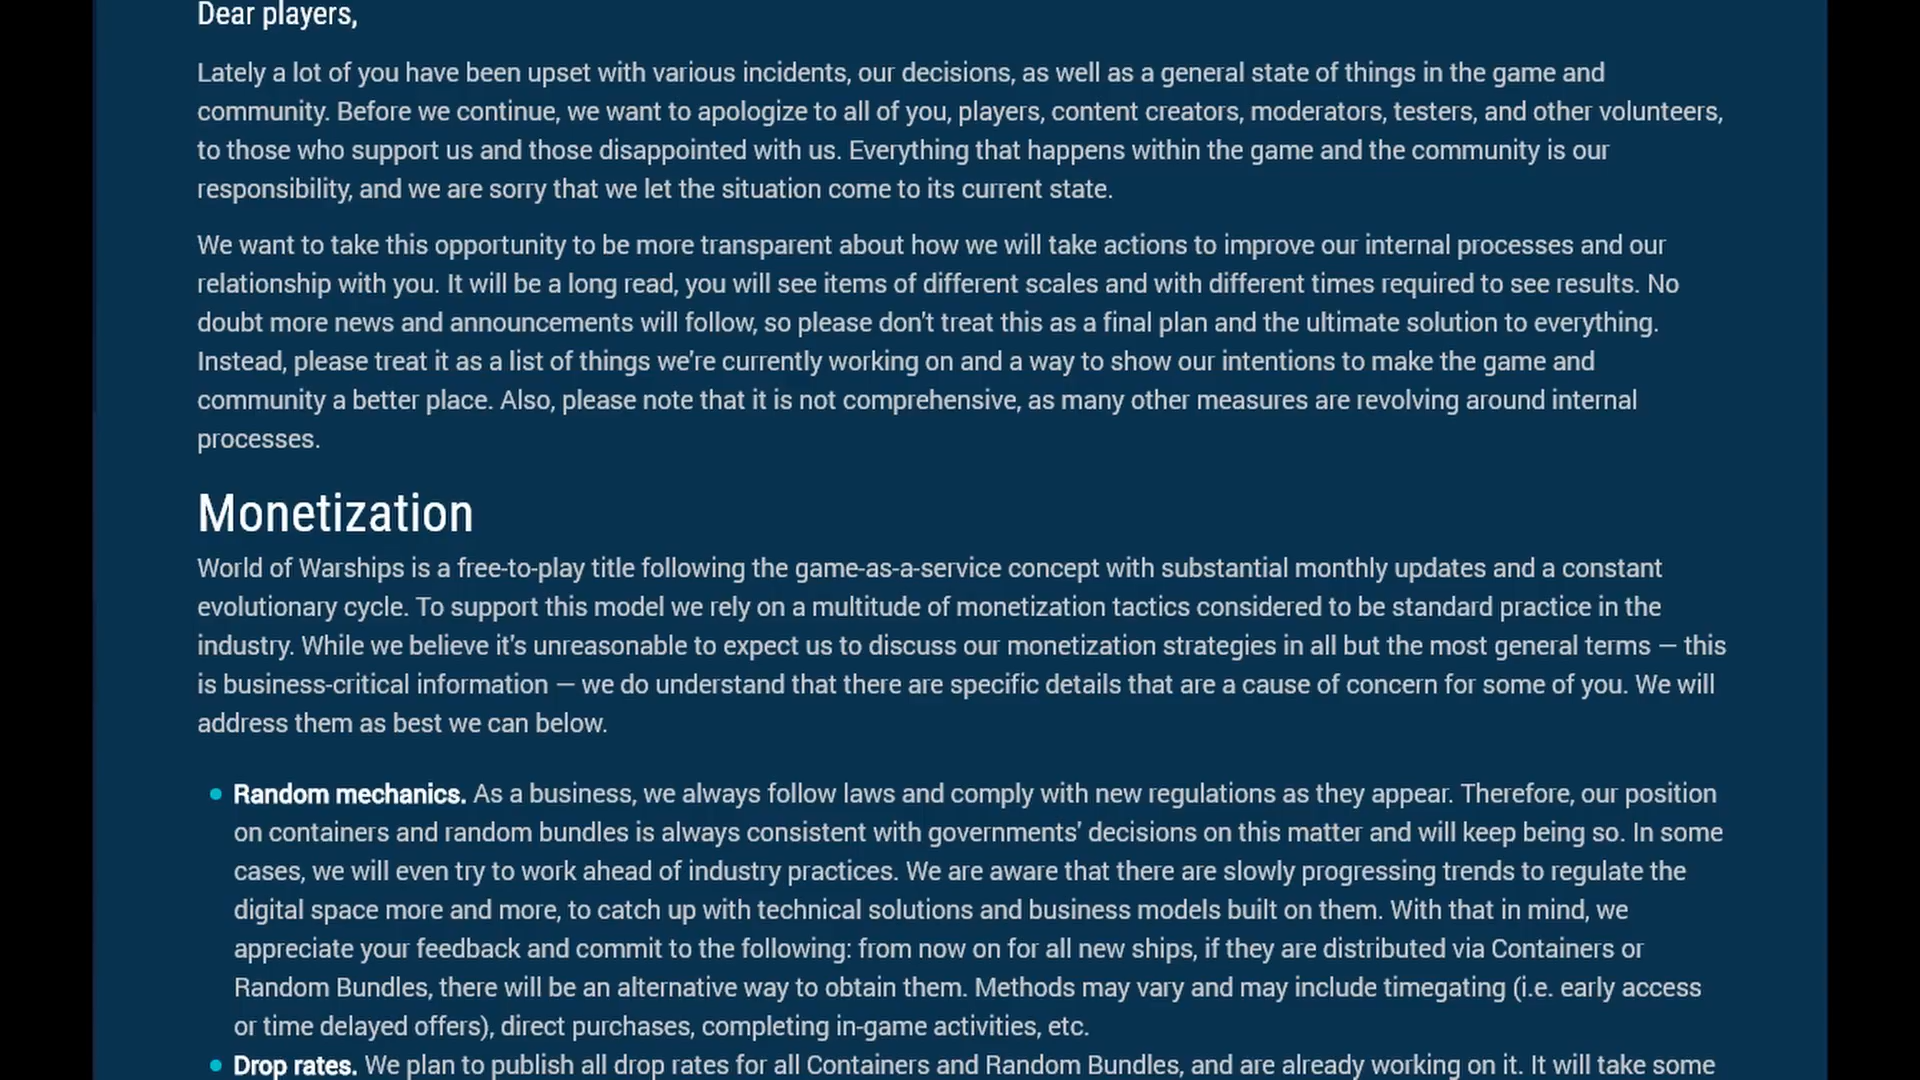 Dear players,
Lately a lot of you have been upset with various incidents, our decisions, as well as a general state of things in the game and
community. Before we continue, we want to apologize to all of you, players, content creators, moderators, testers, and other volunteers,
to those who support us and those disappointed with us. Everything that happens within the game and the community is our
responsibility, and we are sorry that we let the situation come to its current state.
We want to take this opportunity to be more transparent about how we will take actions to improve our internal processes and our
relationship with you. It will be a long read, you will see items of different scales and with different times required to see results. No
doubt more news and announcements will follow, so please don't treat this as a final plan and the ultimate solution to everything.
Instead, please treat it as a list of things we're currently working on and a way to show our intentions to make the game and
community a better place. Also, please note that it is not comprehensive, as many other measures are revolving around internal
processes.
Monetization
World of Warships is a free-to-play title following the game-as-a-service concept with substantial monthly updates and a constant
evolutionary cycle. To support this model we rely on a multitude of monetization tactics considered to be standard practice in the
industry. While we believe it's unreasonable to expect us to discuss our monetization strategies in all but the most general terms — this
is business-critical information — we do understand that there are specific details that are a cause of concern for some of you. We will
address them as best we can below.
• Random mechanics. As a business, we always follow laws and comply with new regulations as they appear. Therefore, our position
on containers and random bundles is always consistent with governments' decisions on this matter and will keep being so. In some
cases, we will even try to work ahead of industry practices. We are aware that there are slowly progressing trends to regulate the
digital space more and more, to catch up with technical solutions and business models built on them. With that in mind, we
appreciate your feedback and commit to the following: from now on for all new ships, if they are distributed via Containers or
Random Bundles, there will be an alternative way to obtain them. Methods may vary and may include timegating (i.e. early access
or time delayed offers), direct purchases, completing in-game activities, etc.
• Drop rates. We plan to publish all drop rates for all Containers and Random Bundles, and are already working on it. It will take some